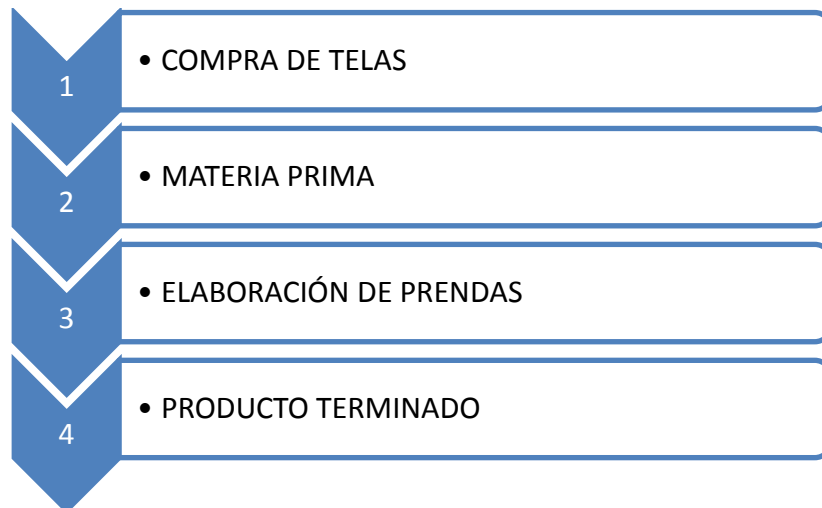 1
• COMPRA DE TELAS
2
• MATERIA PRIMA
3
• ELABORACIÓN DE PRENDAS
4
• PRODUCTO TERMINADO